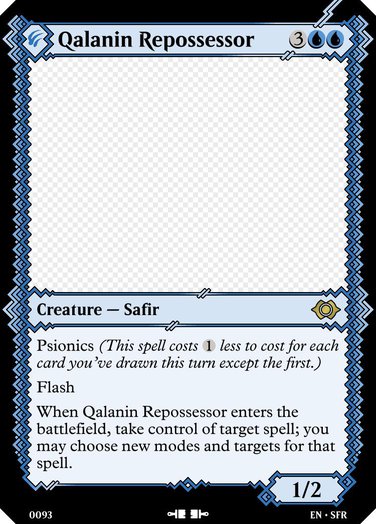 Qalanin Repossessor 3
Creature — Safir
Psionics (This spell costs 1 less to cost for each
card you've drawn this turn except the first.)
Flash
When Qalanin Repossessor enters the
battlefield, take control of target spell; you
may choose new modes and targets for that
spell.
1/2
0093
EN • SFR